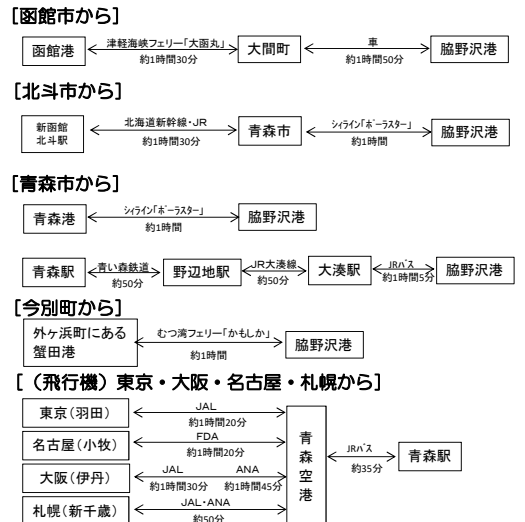 [函館市から]
函館港 津軽海峡フェリー「大函丸」 約1時間30分 大間町 車 約1時間50分 脇野沢港
[北斗市から]
新函館北斗駅 北海道新幹線・JR 約1時間30分 青森市 シィライン「ポーラスター」 約1時間 脇野沢港
[青森市から]
青森港 シィライン「ポーラスター」 約1時間 脇野沢港
青森駅 青い森鉄道 約50分 野辺地駅 JR大湊線 約50分 大湊駅 JRバス 約1時間5分 脇野沢港
[今別町から]
外ヶ浜町にある
蟹田港 むつ湾フェリー「かもしか」 約1時間 脇野沢港
[（飛行機）東京・大阪・名古屋・札幌から]
東京(羽田) JAL 約1時間20分
名古屋(小牧) FDA 約1時間20分
大阪(伊丹) JAL 約1時間30分 ANA 約1時間45分
札幌(新千歳) JAL・ANA 約50分
青森空港 JRバス 約35分 青森駅